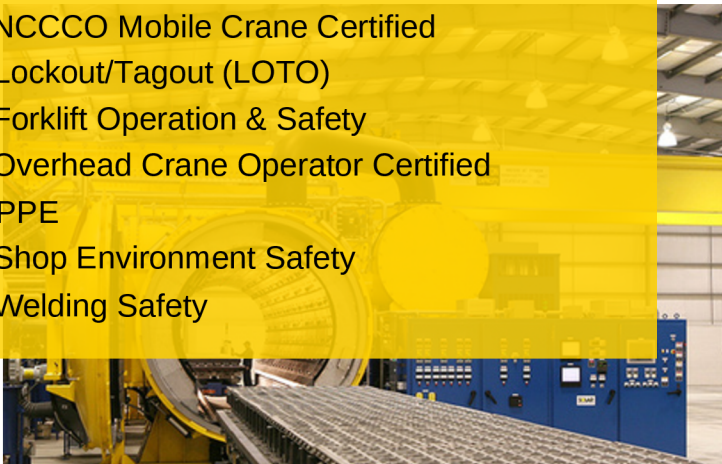 NCCCO Mobile Crane Certified
Lockout/Tagout (LOTO)
Forklift Operation & Safety
Overhead Crane Operator Certified
PPE
Shop Environment Safety
Welding Safety